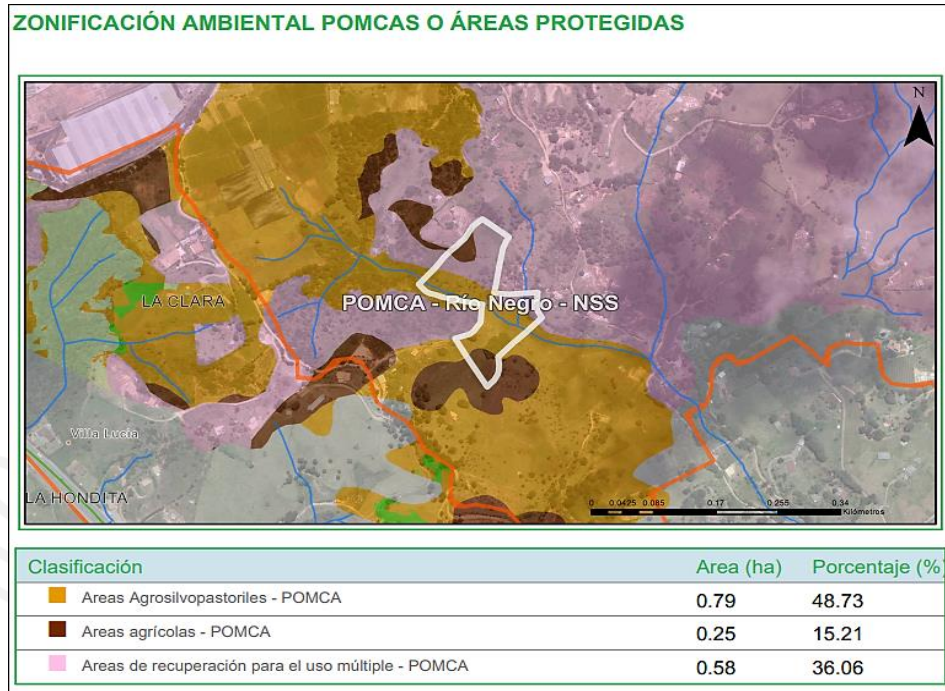 ZONIFICACIÓN AMBIENTAL POMCAS O ÁREAS PROTEGIDAS
N
LA CLARA
POMCA - Río Negro - NSS
Villa Lucia
LA HONDITA
0 0.0425 0.085 0.17 0.255 0.34
Kilómetros
Clasificación Area (ha) Porcentaje (%)
Areas Agrosilvopastoriles - POMCA 0.79 48.73
Areas agrícolas - POMCA 0.25 15.21
Areas de recuperación para el uso múltiple - POMCA 0.58 36.06